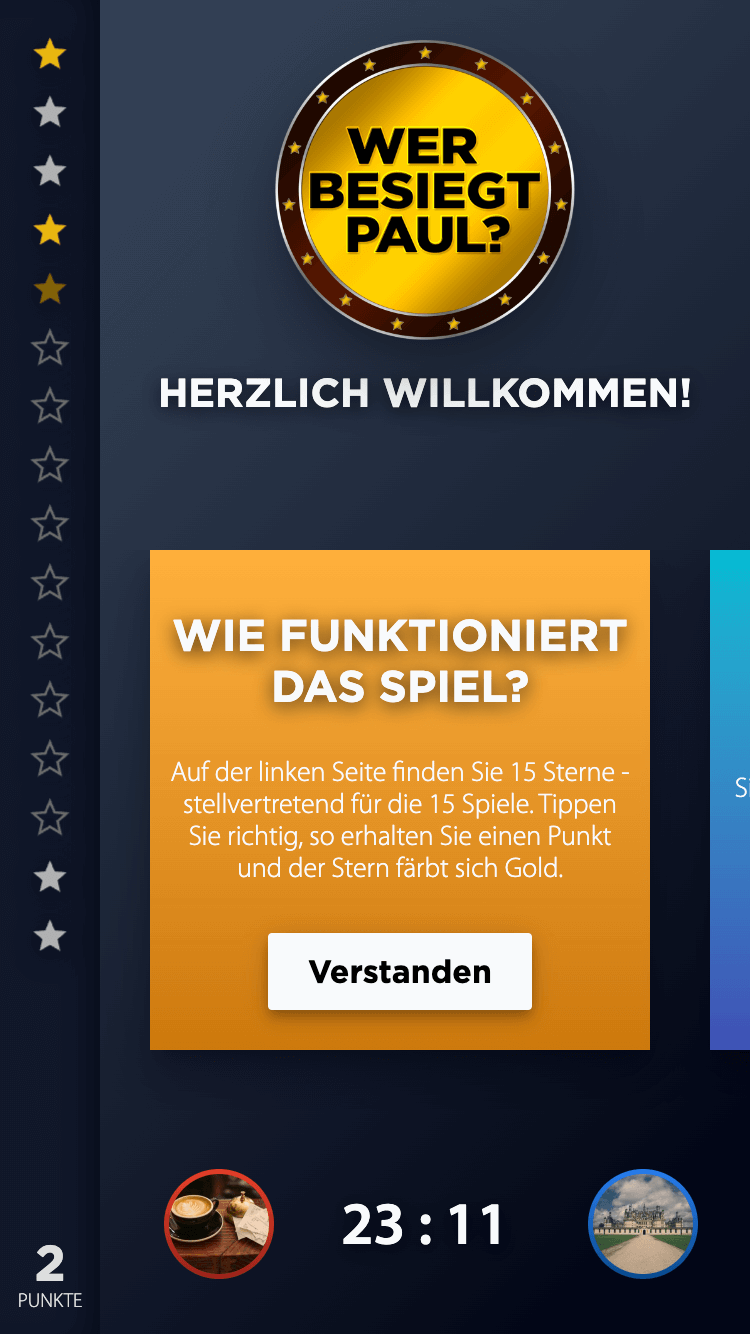 WER
BESIEGT
PAUL?
HERZLICH WILLKOMMEN!
WIE FUNKTIONIERT
DAS SPIEL?
Auf der linken Seite finden Sie 15 Sterne -
stellvertretend für die 15 Spiele. Tippen
Sie richtig, so erhalten Sie einen Punkt
und der Stern färbt sich Gold.
Verstanden
23 : 11
2
PUNKTE